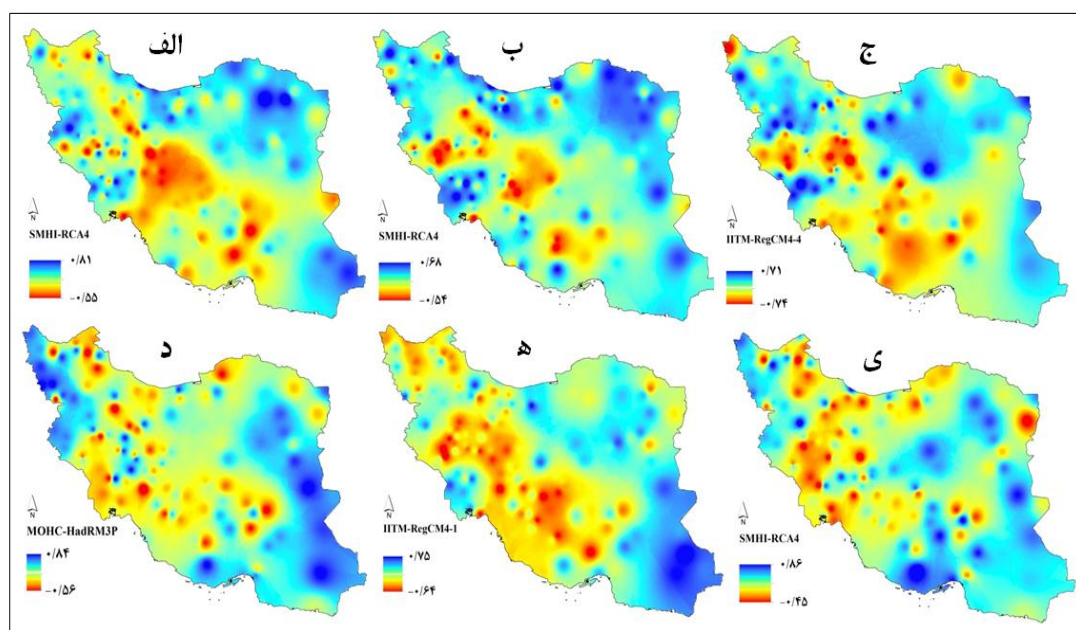 الف
ب
ج
N
SMHI-RCA4
۰/۸۱
-۰/۵۵
N
SMHI-RCA4
۰/۶۸
-۰/۵۴
N
IITM-RegCM4-4
۰/۷۱
-۰/۷۴
د
ه
ی
N
MOHC-HadRM3P
۰/۸۴
-۰/۵۶
N
IITM-RegCM4-1
۰/۷۵
-۰/۶۴
N
SMHI-RCA4
۰/۸۶
-۰/۴۵